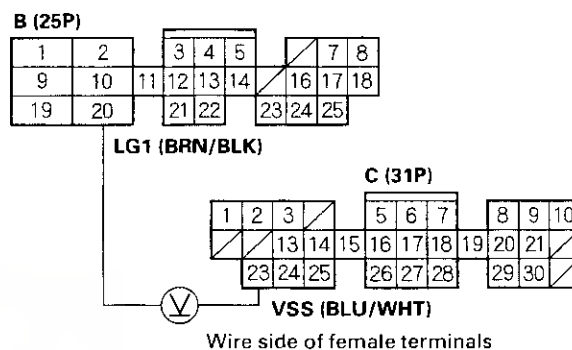 B (25P)
1 2 3 4 5 7 8
9 10 11 12 13 14 16 17 18
19 20 21 22 23 24 25
LG1 (BRN/BLK)
C (31P)
1 2 3 5 6 7 8 9 10
13 14 15 16 17 18 19 20 21
23 24 25 26 27 28 29 30
V
VSS (BLU/WHT)
Wire side of female terminals